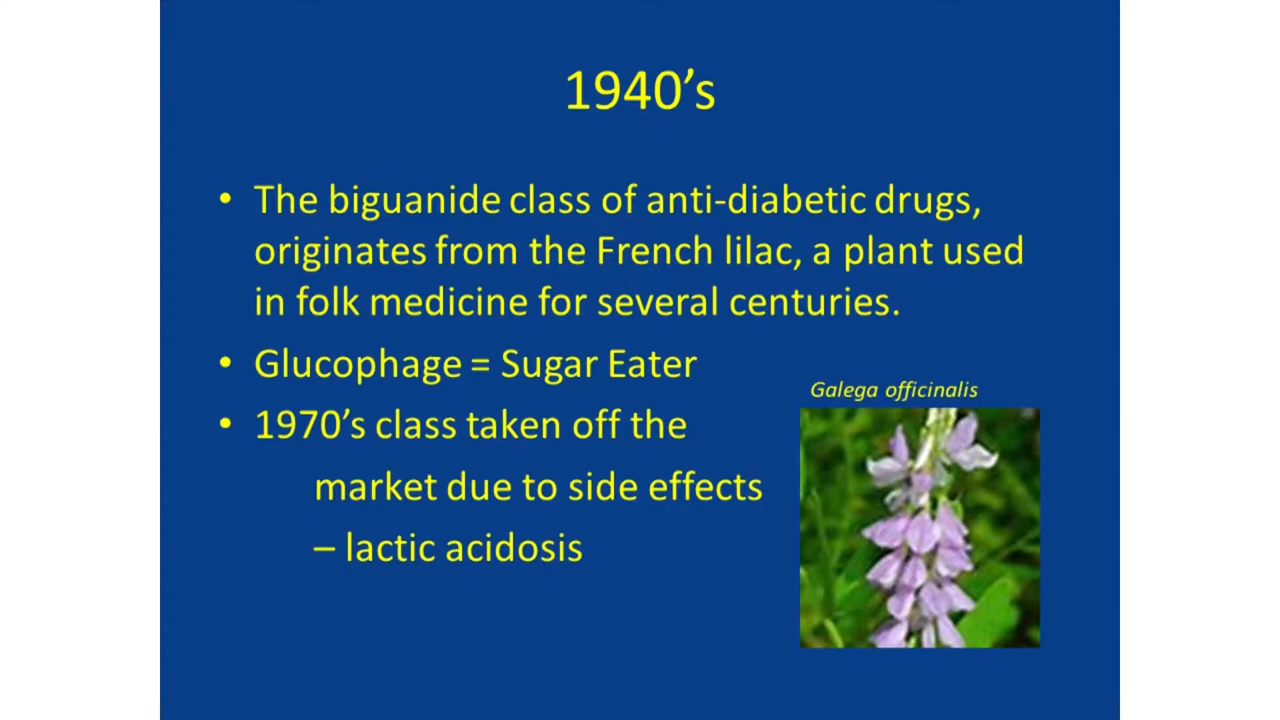 1940’s
• The biguanide class of anti-diabetic drugs,
originates from the French lilac, a plant used
in folk medicine for several centuries.
• Glucophage = Sugar Eater
Galega officinalis
• 1970’s class taken off the
market due to side effects
– lactic acidosis